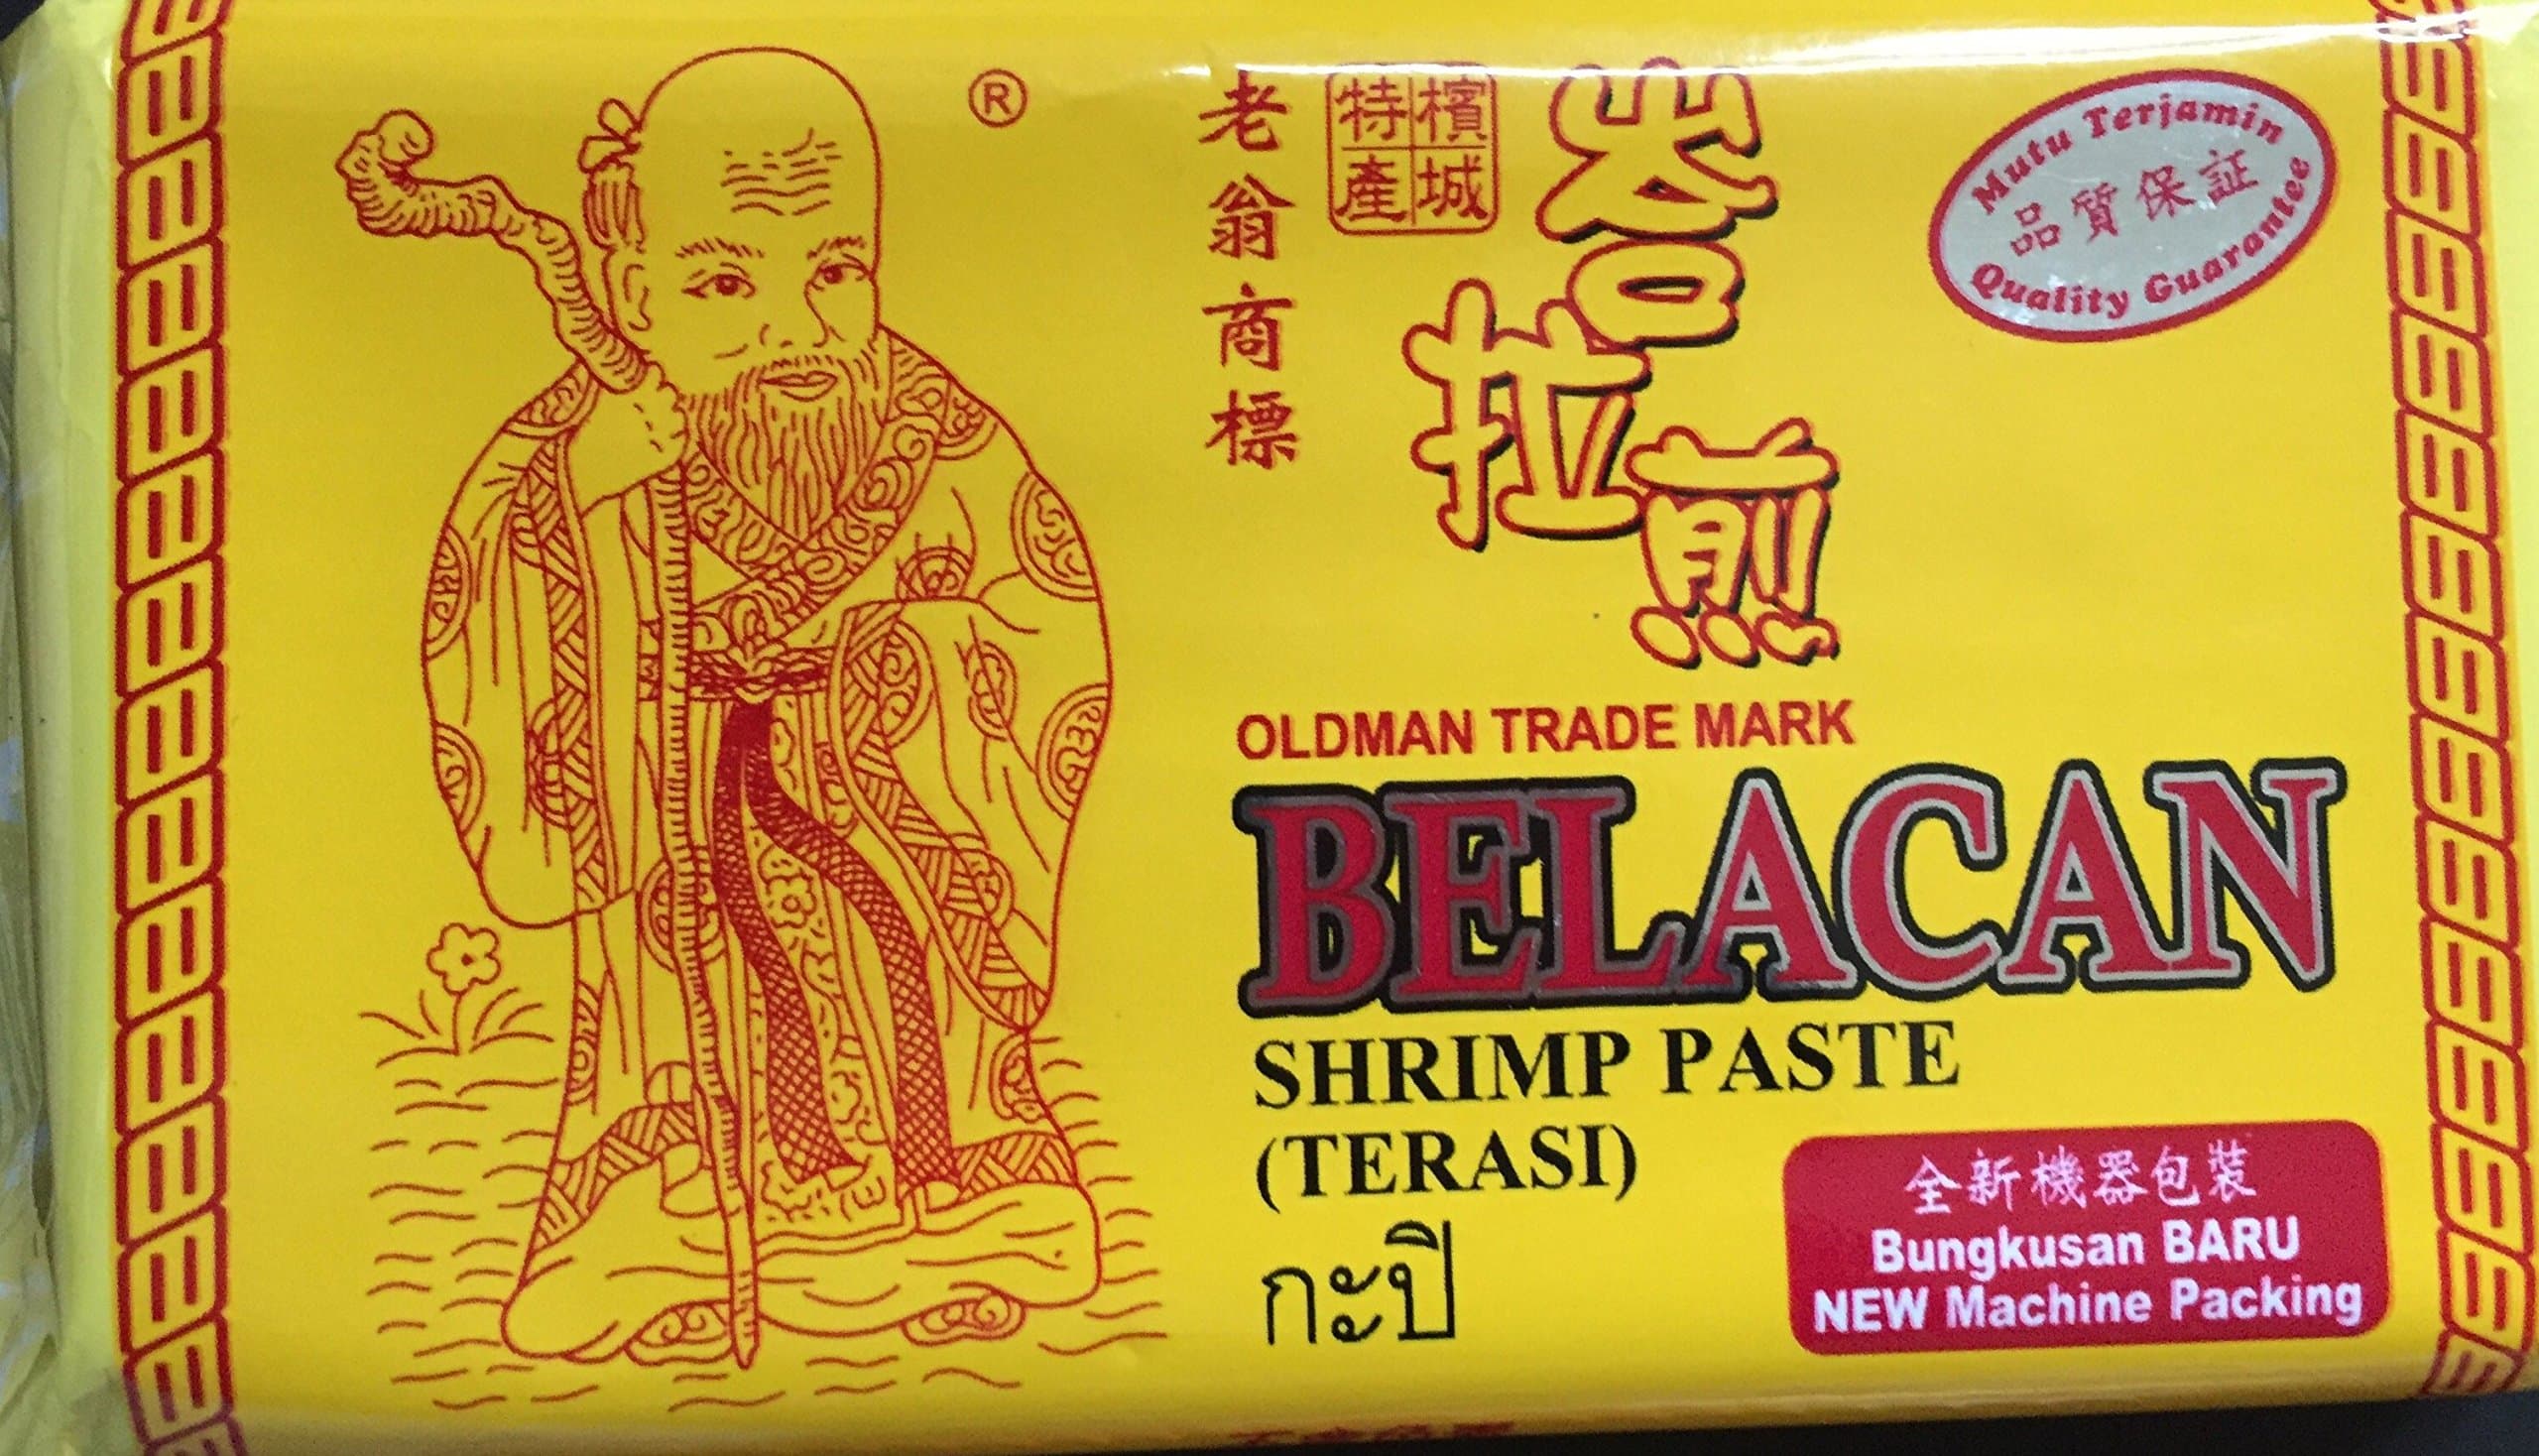 ®
老翁商標
檳城
特產
峇拉煎
Mutu Terjamin
品質保証
Quality Guarantee
OLDMAN TRADE MARK
BELACAN
SHRIMP PASTE
(TERASI)
กะปิ
全新機器包裝
Bungkusan BARU
NEW Machine Packing